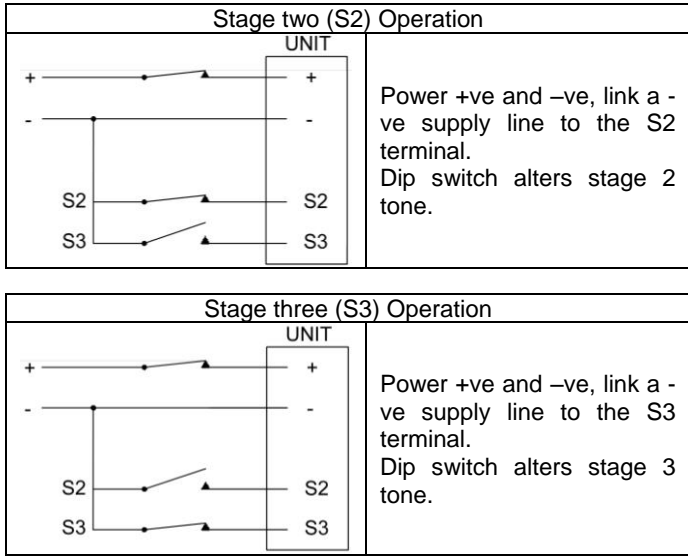 Stage two (S2) Operation
UNIT
+ +
- -
S2 S2
S3 S3
Power +ve and –ve, link a -
ve supply line to the S2
terminal.
Dip switch alters stage 2
tone.
Stage three (S3) Operation
UNIT
+ +
- -
S2 S2
S3 S3
Power +ve and –ve, link a -
ve supply line to the S3
terminal.
Dip switch alters stage 3
tone.